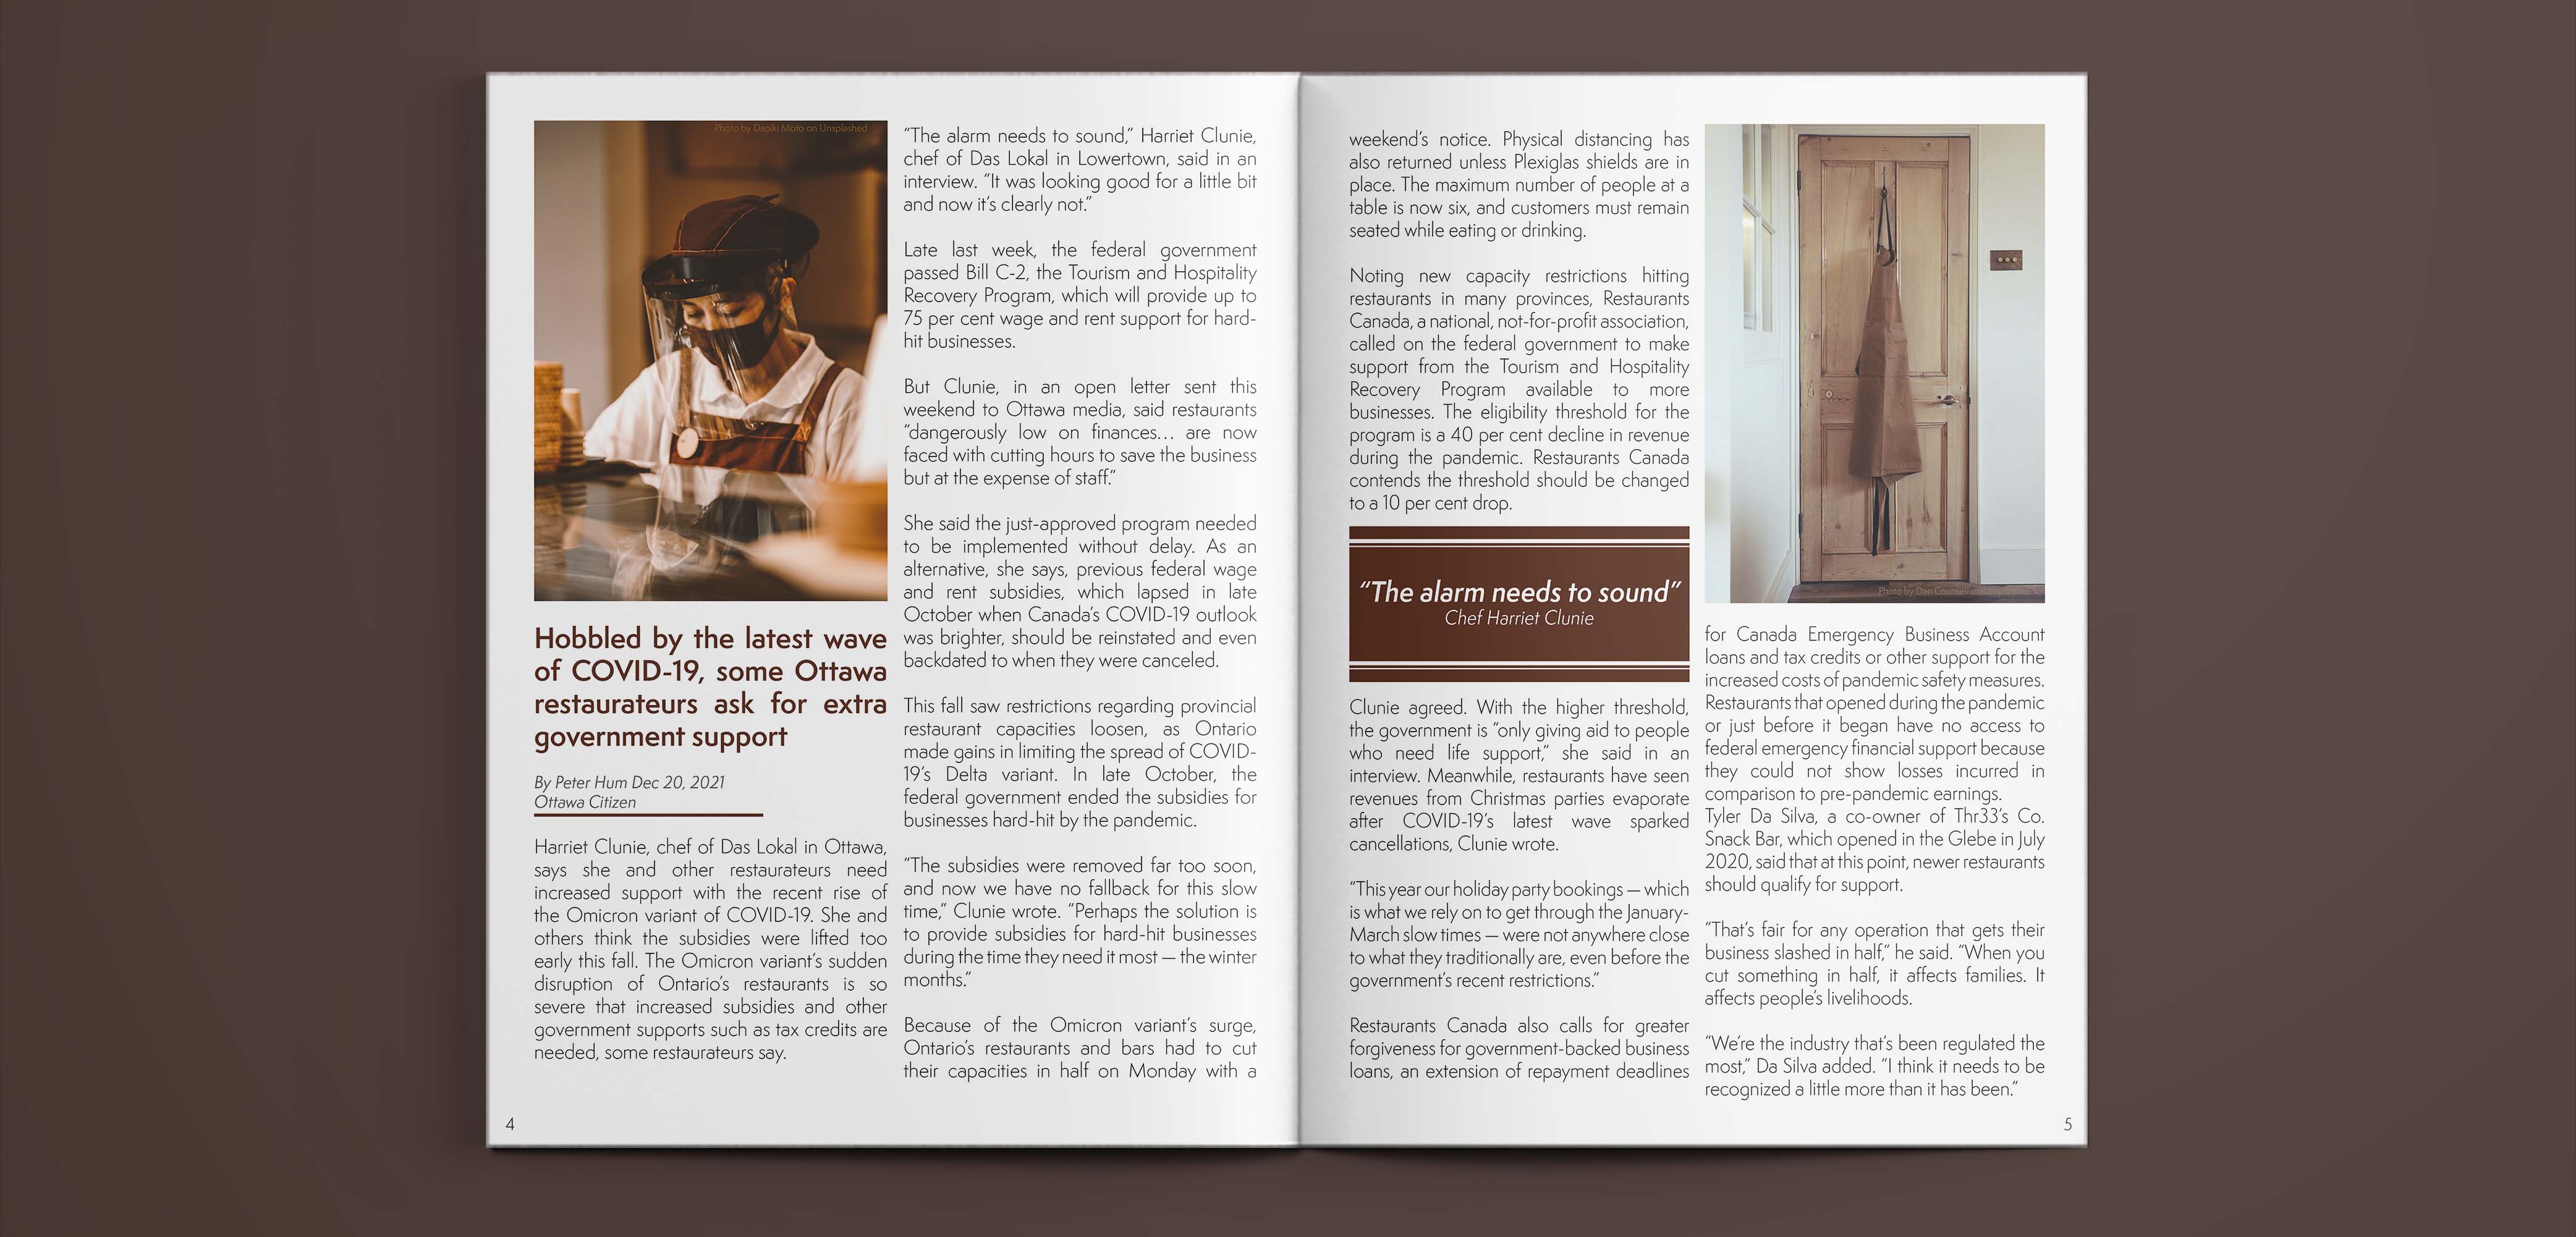 Photo by Dapiki Moto on Unsplashed
Hobbled by the latest wave
of COVID-19, some Ottawa
restaurateurs ask for extra
government support
By Peter Hum Dec 20, 2021
Ottawa Citizen
Harriet Clunie, chef of Das Lokal in Ottawa,
says she and other restaurateurs need
increased support with the recent rise of
the Omicron variant of COVID-19. She and
others think the subsidies were lifted too
early this fall. The Omicron variant's sudden
disruption of Ontario's restaurants is so
severe that increased subsidies and other
government supports such as tax credits are
needed, some restaurateurs say.
“The alarm needs to sound,” Harriet Clunie,
chef of Das Lokal in Lowertown, said in an
interview. “It was looking good for a little bit
and now it's clearly not.”
Late last week, the federal government
passed Bill C-2, the Tourism and Hospitality
Recovery Program, which will provide up to
75 per cent wage and rent support for hard-
hit businesses.
But Clunie, in an open letter sent this
weekend to Ottawa media, said restaurants
“dangerously low on finances… are now
faced with cutting hours to save the business
but at the expense of staff.”
She said the just-approved program needed
to be implemented without delay. As an
alternative, she says, previous federal wage
and rent subsidies, which lapsed in late
October when Canada's COVID-19 outlook
was brighter, should be reinstated and even
backdated to when they were canceled.
This fall saw restrictions regarding provincial
restaurant capacities loosen, as Ontario
made gains in limiting the spread of COVID-
19's Delta variant. In late October, the
federal government ended the subsidies for
businesses hard-hit by the pandemic.
“The subsidies were removed far too soon,
and now we have no fallback for this slow
time,” Clunie wrote. “Perhaps the solution is
to provide subsidies for hard-hit businesses
during the time they need it most — the winter
months.”
Because of the Omicron variant's surge,
Ontario's restaurants and bars had to cut
their capacities in half on Monday with a
4
weekend's notice. Physical distancing has
also returned unless Plexiglas shields are in
place. The maximum number of people at a
table is now six, and customers must remain
seated while eating or drinking.
Noting new capacity restrictions hitting
restaurants in many provinces, Restaurants
Canada, a national, not-for-profit association,
called on the federal government to make
support from the Tourism and Hospitality
Recovery Program available to more
businesses. The eligibility threshold for the
program is a 40 per cent decline in revenue
during the pandemic. Restaurants Canada
contends the threshold should be changed
to a 10 per cent drop.
“The alarm needs to sound”
Chef Harriet Clunie
Clunie agreed. With the higher threshold,
the government is “only giving aid to people
who need life support,” she said in an
interview. Meanwhile, restaurants have seen
revenues from Christmas parties evaporate
after COVID-19's latest wave sparked
cancellations, Clunie wrote.
“This year our holiday party bookings — which
is what we rely on to get through the January-
March slow times — were not anywhere close
to what they traditionally are, even before the
government's recent restrictions.”
Restaurants Canada also calls for greater
forgiveness for government-backed business
loans, an extension of repayment deadlines
Photo by Dan Counsell
for Canada Emergency Business Account
loans and tax credits or other support for the
increased costs of pandemic safety measures.
Restaurants that opened during the pandemic
or just before it began have no access to
federal emergency financial support because
they could not show losses incurred in
comparison to pre-pandemic earnings.
Tyler Da Silva, a co-owner of Thr33's Co.
Snack Bar, which opened in the Glebe in July
2020, said that at this point, newer restaurants
should qualify for support.
“That's fair for any operation that gets their
business slashed in half,” he said. “When you
cut something in half, it affects families. It
affects people's livelihoods.
“We're the industry that's been regulated the
most,” Da Silva added. “I think it needs to be
recognized a little more than it has been.”
5